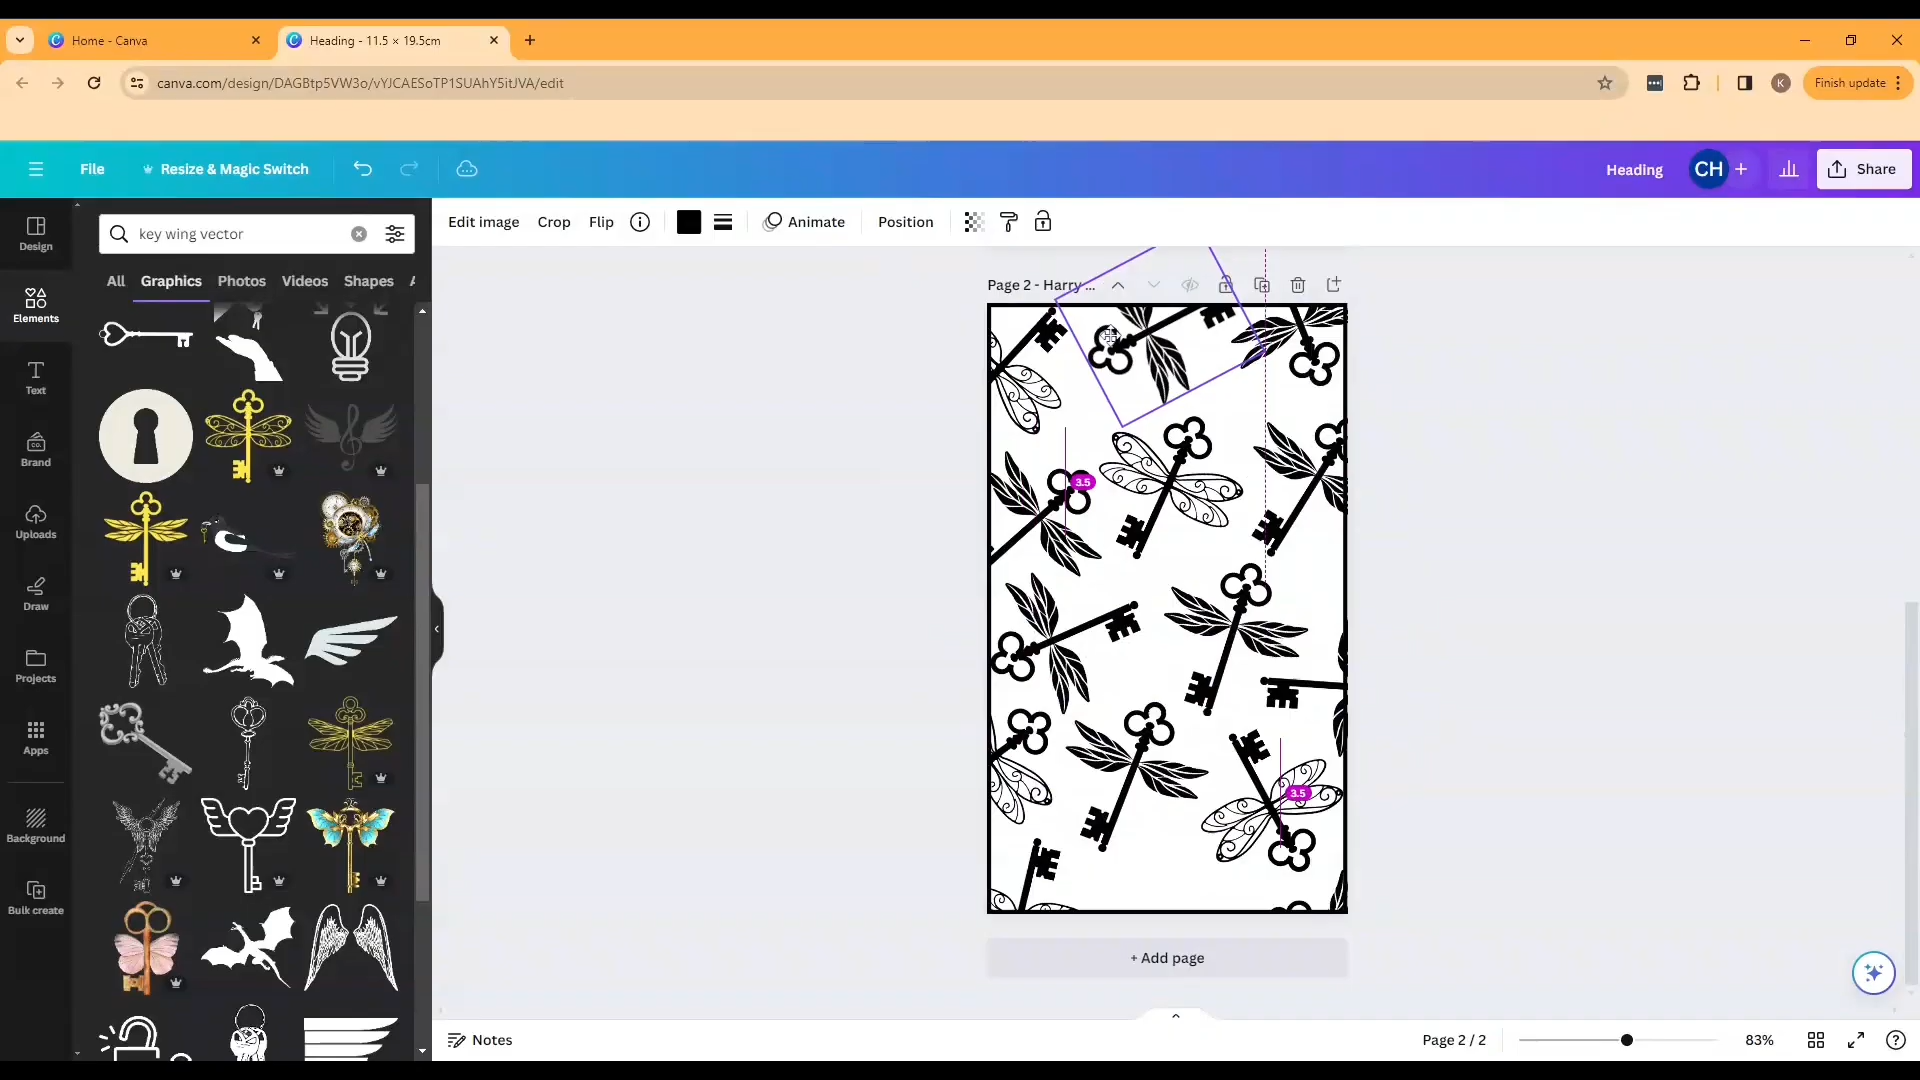 Home - Canva
Heading - 11.5 × 19.5cm
canva.com/design/DAGBtp5VW3o/vYJCAESoTP1SUAhY5itJVA/edit
K
Finish update
File
Resize & Magic Switch
Heading
CH
Share
Design
Elements
Text
Brand
Uploads
Draw
Projects
Apps
Background
Bulk create
key wing vector
All
Graphics
Photos
Videos
Shapes
Edit image
Crop
Flip
Animate
Position
Page 2 - Harry ...
3.5
3.5
+ Add page
Notes
Page 2 / 2
83%